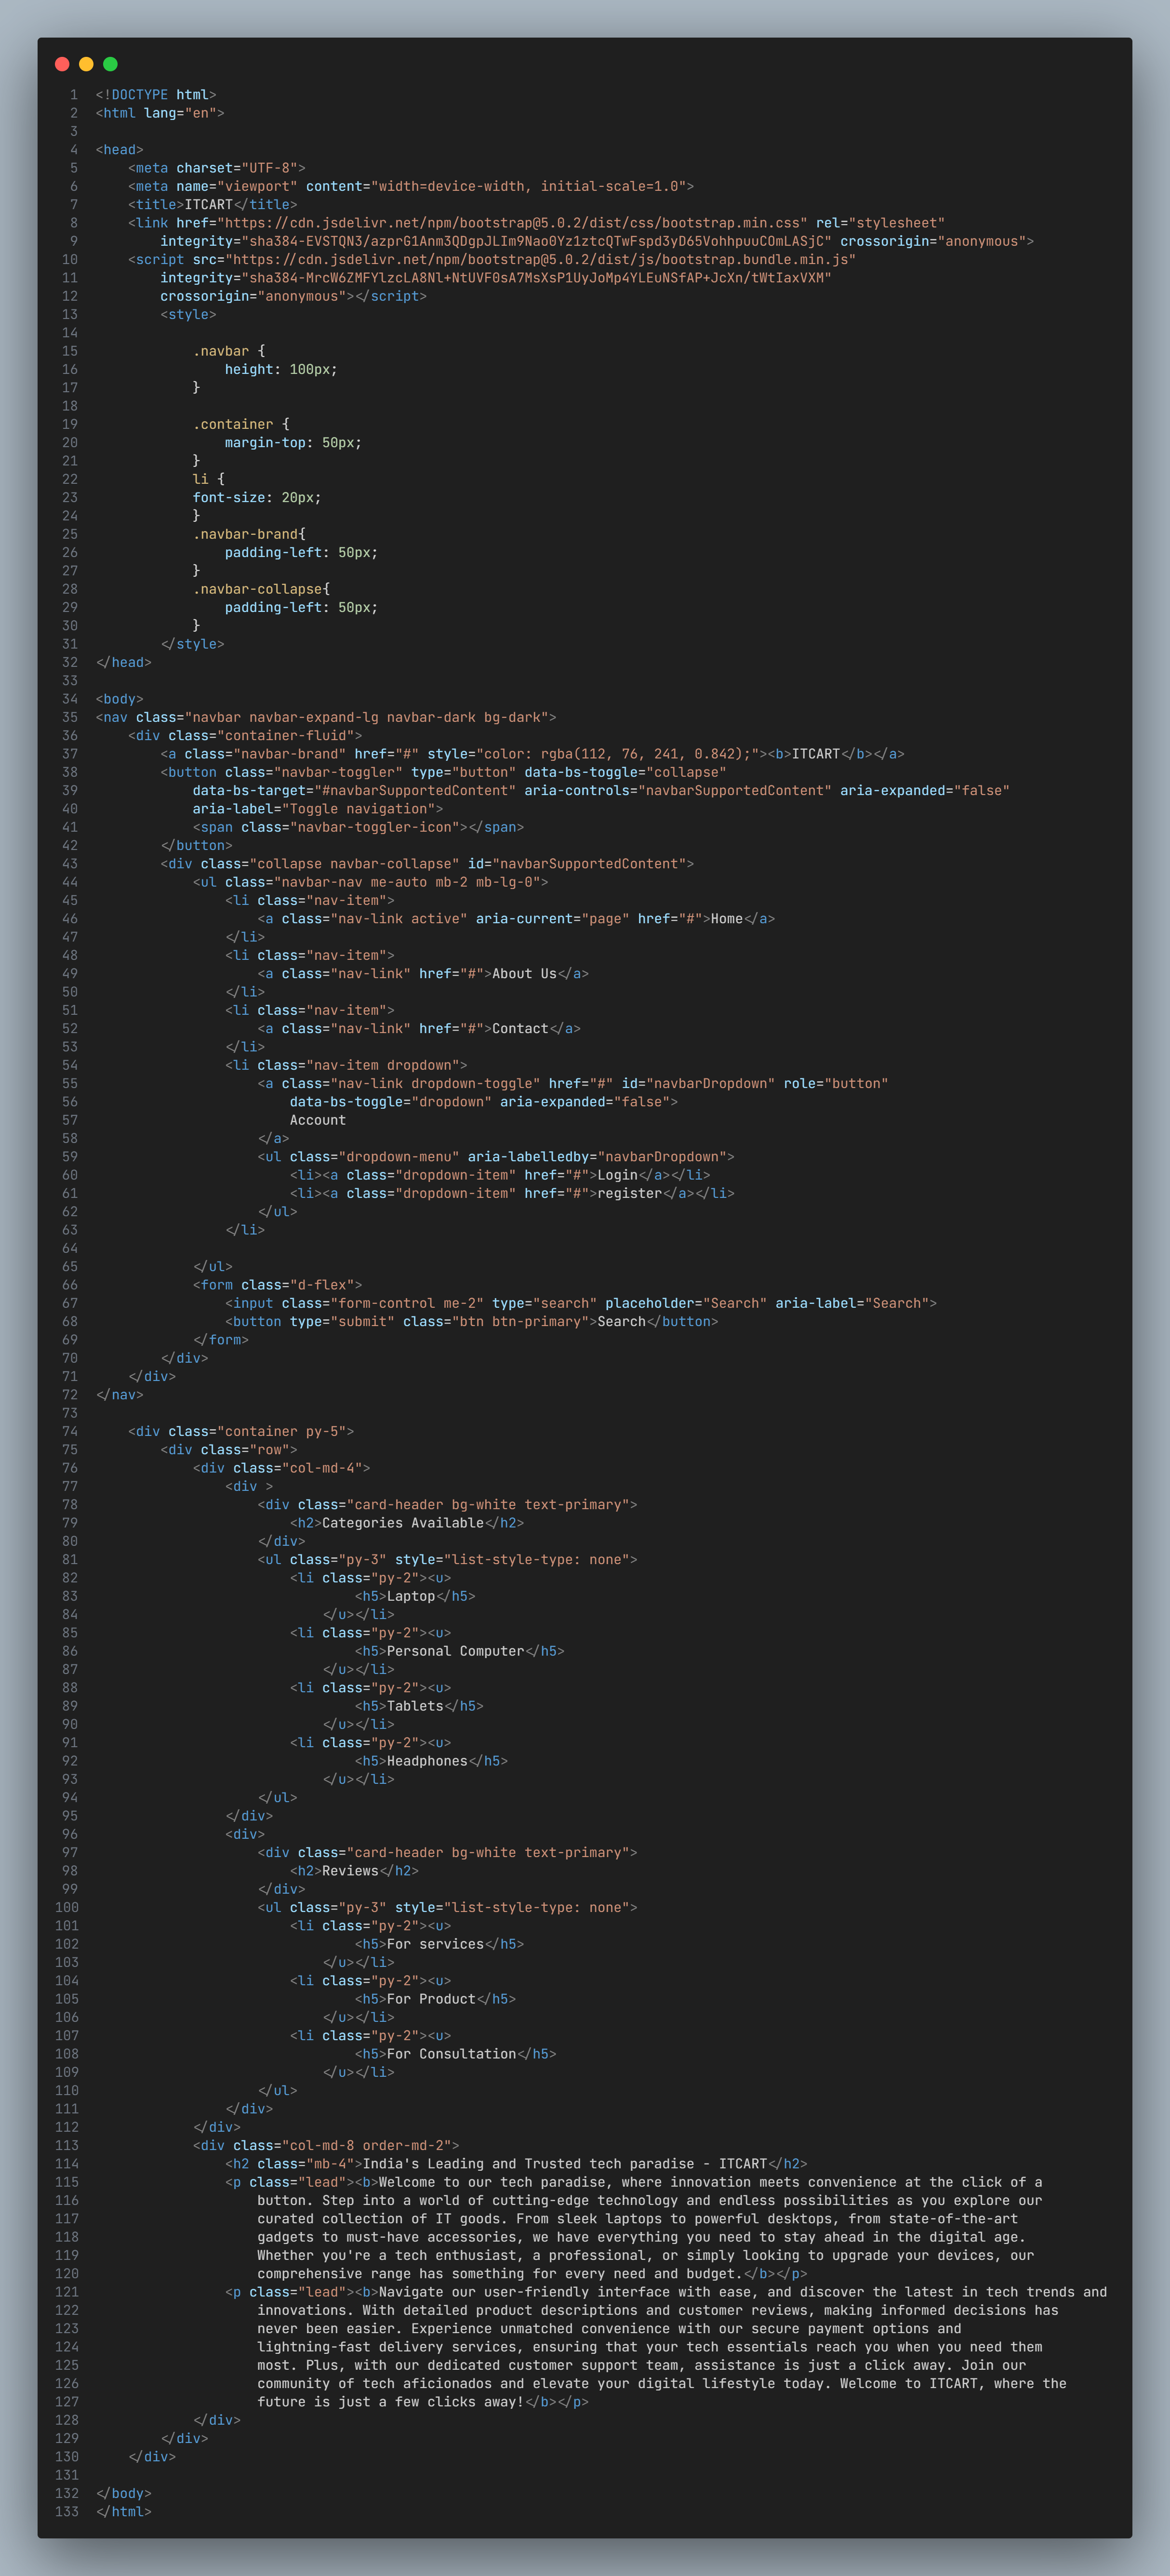 1 <!DOCTYPE html>
2 <html lang="en">
3
4 <head>
5     <meta charset="UTF-8">
6     <meta name="viewport" content="width=device-width, initial-scale=1.0">
7     <title>ITCART</title>
8     <link href="https://cdn.jsdelivr.net/npm/bootstrap@5.0.2/dist/css/bootstrap.min.css" rel="stylesheet"
9         integrity="sha384-EVSTQN3/azprG1Anm3QDgpJLIm9Nao0Yz1ztcQTwFspd3yD65VohhpuuCOmLASjC" crossorigin="anonymous">
10     <script src="https://cdn.jsdelivr.net/npm/bootstrap@5.0.2/dist/js/bootstrap.bundle.min.js"
11         integrity="sha384-MrcW6ZMFYlzcLA8Nl+NtUVF0sA7MsXsP1UyJoMp4YLEuNSfAP+JcXn/tWtIaxVXM"
12         crossorigin="anonymous"></script>
13         <style>
14
15             .navbar {
16                 height: 100px;
17             }
18
19             .container {
20                 margin-top: 50px;
21             }
22             li {
23             font-size: 20px;
24             }
25             .navbar-brand{
26                 padding-left: 50px;
27             }
28             .navbar-collapse{
29                 padding-left: 50px;
30             }
31         </style>
32 </head>
33
34 <body>
35 <nav class="navbar navbar-expand-lg navbar-dark bg-dark">
36     <div class="container-fluid">
37         <a class="navbar-brand" href="#" style="color: rgba(112, 76, 241, 0.842);"><b>ITCART</b></a>
38         <button class="navbar-toggler" type="button" data-bs-toggle="collapse"
39             data-bs-target="#navbarSupportedContent" aria-controls="navbarSupportedContent" aria-expanded="false"
40             aria-label="Toggle navigation">
41             <span class="navbar-toggler-icon"></span>
42         </button>
43         <div class="collapse navbar-collapse" id="navbarSupportedContent">
44             <ul class="navbar-nav me-auto mb-2 mb-lg-0">
45                 <li class="nav-item">
46                     <a class="nav-link active" aria-current="page" href="#">Home</a>
47                 </li>
48                 <li class="nav-item">
49                     <a class="nav-link" href="#">About Us</a>
50                 </li>
51                 <li class="nav-item">
52                     <a class="nav-link" href="#">Contact</a>
53                 </li>
54                 <li class="nav-item dropdown">
55                     <a class="nav-link dropdown-toggle" href="#" id="navbarDropdown" role="button"
56                         data-bs-toggle="dropdown" aria-expanded="false">
57                         Account
58                     </a>
59                     <ul class="dropdown-menu" aria-labelledby="navbarDropdown">
60                         <li><a class="dropdown-item" href="#">Login</a></li>
61                         <li><a class="dropdown-item" href="#">register</a></li>
62                     </ul>
63                 </li>
64
65             </ul>
66             <form class="d-flex">
67                 <input class="form-control me-2" type="search" placeholder="Search" aria-label="Search">
68                 <button type="submit" class="btn btn-primary">Search</button>
69             </form>
70         </div>
71     </div>
72 </nav>
73
74     <div class="container py-5">
75         <div class="row">
76             <div class="col-md-4">
77                 <div >
78                     <div class="card-header bg-white text-primary">
79                         <h2>Categories Available</h2>
80                     </div>
81                     <ul class="py-3" style="list-style-type: none">
82                         <li class="py-2"><u>
83                                 <h5>Laptop</h5>
84                             </u></li>
85                         <li class="py-2"><u>
86                                 <h5>Personal Computer</h5>
87                             </u></li>
88                         <li class="py-2"><u>
89                                 <h5>Tablets</h5>
90                             </u></li>
91                         <li class="py-2"><u>
92                                 <h5>Headphones</h5>
93                             </u></li>
94                     </ul>
95                 </div>
96                 <div>
97                     <div class="card-header bg-white text-primary">
98                         <h2>Reviews</h2>
99                     </div>
100                     <ul class="py-3" style="list-style-type: none">
101                         <li class="py-2"><u>
102                                 <h5>For services</h5>
103                             </u></li>
104                         <li class="py-2"><u>
105                                 <h5>For Product</h5>
106                             </u></li>
107                         <li class="py-2"><u>
108                                 <h5>For Consultation</h5>
109                             </u></li>
110                     </ul>
111                 </div>
112             </div>
113             <div class="col-md-8 order-md-2">
114                 <h2 class="mb-4">India's Leading and Trusted tech paradise - ITCART</h2>
115                 <p class="lead"><b>Welcome to our tech paradise, where innovation meets convenience at the click of a
116                     button. Step into a world of cutting-edge technology and endless possibilities as you explore our
117                     curated collection of IT goods. From sleek laptops to powerful desktops, from state-of-the-art
118                     gadgets to must-have accessories, we have everything you need to stay ahead in the digital age.
119                     Whether you're a tech enthusiast, a professional, or simply looking to upgrade your devices, our
120                     comprehensive range has something for every need and budget.</b></p>
121                 <p class="lead"><b>Navigate our user-friendly interface with ease, and discover the latest in tech trends and
122                     innovations. With detailed product descriptions and customer reviews, making informed decisions has
123                     never been easier. Experience unmatched convenience with our secure payment options and
124                     lightning-fast delivery services, ensuring that your tech essentials reach you when you need them
125                     most. Plus, with our dedicated customer support team, assistance is just a click away. Join our
126                     community of tech aficionados and elevate your digital lifestyle today. Welcome to ITCART, where the
127                     future is just a few clicks away!</b></p>
128             </div>
129         </div>
130     </div>
131
132 </body>
133 </html>